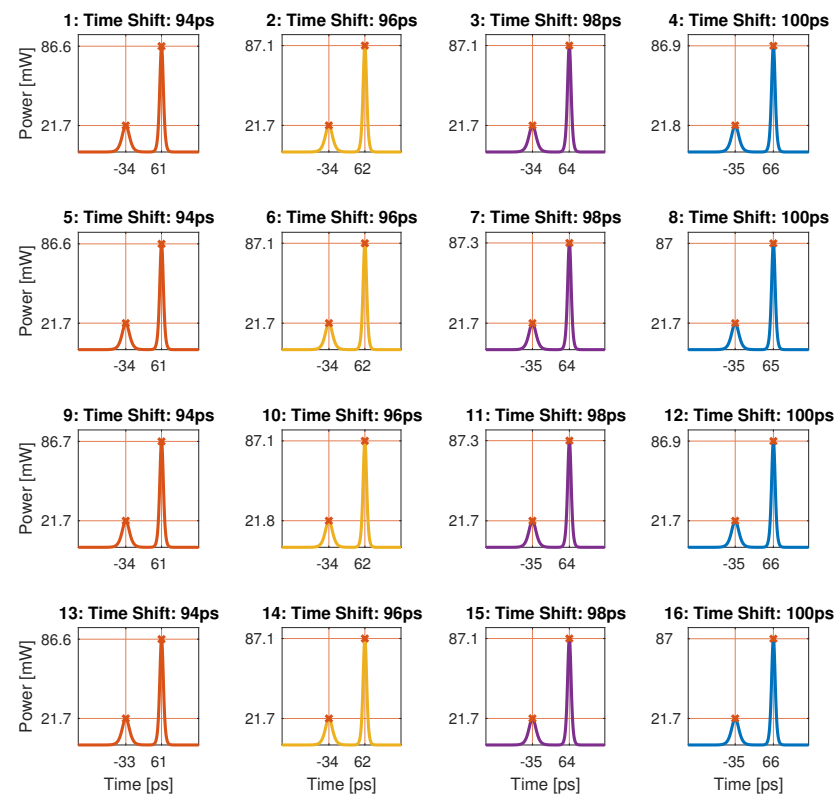 1: Time Shift: 94ps 2: Time Shift: 96ps 3: Time Shift: 98ps 4: Time Shift: 100ps
86.6 87.1 87.1 86.9
Power [mW]
21.7 21.7 21.7 21.8
-34 61 -34 62 -34 64 -35 66
5: Time Shift: 94ps 6: Time Shift: 96ps 7: Time Shift: 98ps 8: Time Shift: 100ps
86.6 87.1 87.3 87
Power [mW]
21.7 21.7 21.7 21.7
-34 61 -34 62 -35 64 -35 65
9: Time Shift: 94ps 10: Time Shift: 96ps 11: Time Shift: 98ps 12: Time Shift: 100ps
86.7 87.1 87.3 86.9
Power [mW]
21.7 21.8 21.7 21.7
-34 61 -34 62 -35 64 -35 66
13: Time Shift: 94ps 14: Time Shift: 96ps 15: Time Shift: 98ps 16: Time Shift: 100ps
86.6 87.1 87.1 87
Power [mW]
21.7 21.7 21.7 21.7
-33 61 -34 62 -35 64 -35 66
Time [ps] Time [ps] Time [ps] Time [ps]